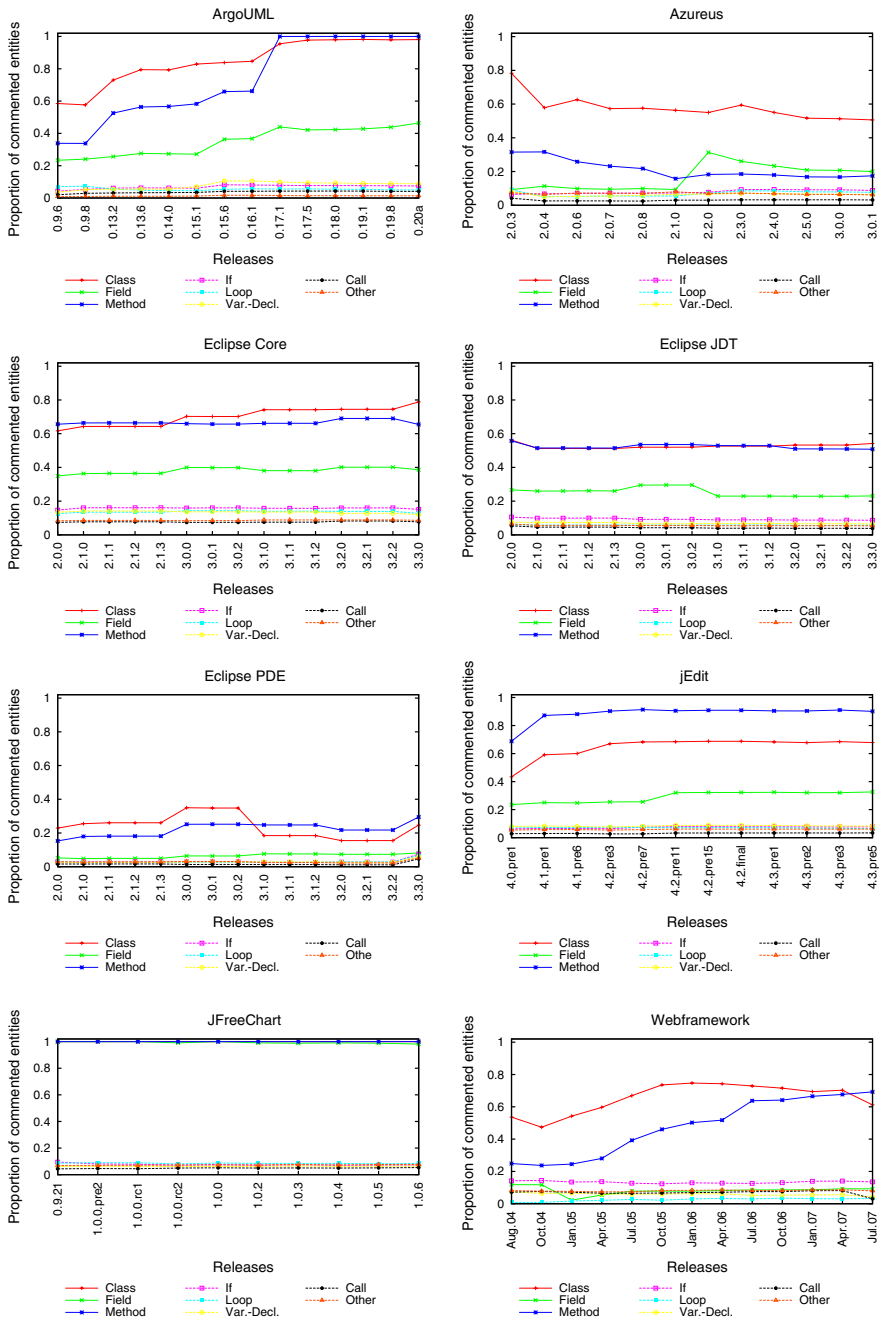 ArgoUML
Proportion of commented entities
1
0.8
0.6
0.4
0.2
0
0.9.6
0.9.8
0.13.2
0.13.6
0.14.0
0.15.1
0.15.6
0.16.1
0.17.1
0.17.5
0.18.0
0.18.1
0.19.8
0.20a
Releases
Class
Field
Method
If
Loop
Var.-Decl.
Call
Other
Azureus
Proportion of commented entities
1
0.8
0.6
0.4
0.2
0
2.0.3
2.0.4
2.0.6
2.0.7
2.0.8
2.1.0
2.2.0
2.3.0
2.4.0
2.5.0
3.0.0
3.0.1
Releases
Class
Field
Method
If
Loop
Var.-Decl.
Call
Other
Eclipse Core
Proportion of commented entities
1
0.8
0.6
0.4
0.2
0
2.0.0
2.1.0
2.1.1
2.1.2
2.1.3
3.0.0
3.0.1
3.0.2
3.1.0
3.1.1
3.1.2
3.2.0
3.2.1
3.2.2
3.3.0
Releases
Class
Field
Method
If
Loop
Var.-Decl.
Call
Other
Eclipse JDT
Proportion of commented entities
1
0.8
0.6
0.4
0.2
0
2.0.0
2.1.0
2.1.1
2.1.2
2.1.3
3.0.0
3.0.1
3.0.2
3.1.0
3.1.1
3.1.2
3.2.0
3.2.1
3.2.2
3.3.0
Releases
Class
Field
Method
If
Loop
Var.-Decl.
Call
Other
Eclipse PDE
Proportion of commented entities
1
0.8
0.6
0.4
0.2
0
2.0.0
2.1.0
2.1.1
2.1.2
2.1.3
3.0.0
3.0.1
3.0.2
3.1.0
3.1.1
3.1.2
3.2.0
3.2.1
3.2.2
3.3.0
Releases
Class
Field
Method
If
Loop
Var.-Decl.
Call
Othe
jEdit
Proportion of commented entities
1
0.8
0.6
0.4
0.2
0
4.0.pre1
4.1.pre1
4.1.pre6
4.2.pre3
4.2.pre7
4.2.pre11
4.2.pre15
4.2.final
4.3.pre1
4.3.pre2
4.3.pre3
4.3.pre5
Releases
Class
Field
Method
If
Loop
Var.-Decl.
Call
Other
JFreeChart
Proportion of commented entities
1
0.8
0.6
0.4
0.2
0
0.9.21
1.0.0.pre2
1.0.0.rc1
1.0.0.rc2
1.0.0
1.0.2
1.0.3
1.0.4
1.0.5
1.0.6
Releases
Class
Field
Method
If
Loop
Var.-Decl.
Call
Other
Webframework
Proportion of commented entities
1
0.8
0.6
0.4
0.2
0
Aug.04
Oct.04
Jan.05
Apr.05
Jul.05
Oct.05
Jan.06
Apr.06
Jul.06
Oct.06
Jan.07
Apr.07
Jul.07
Releases
Class
Field
Method
If
Loop
Var.-Decl.
Call
Other